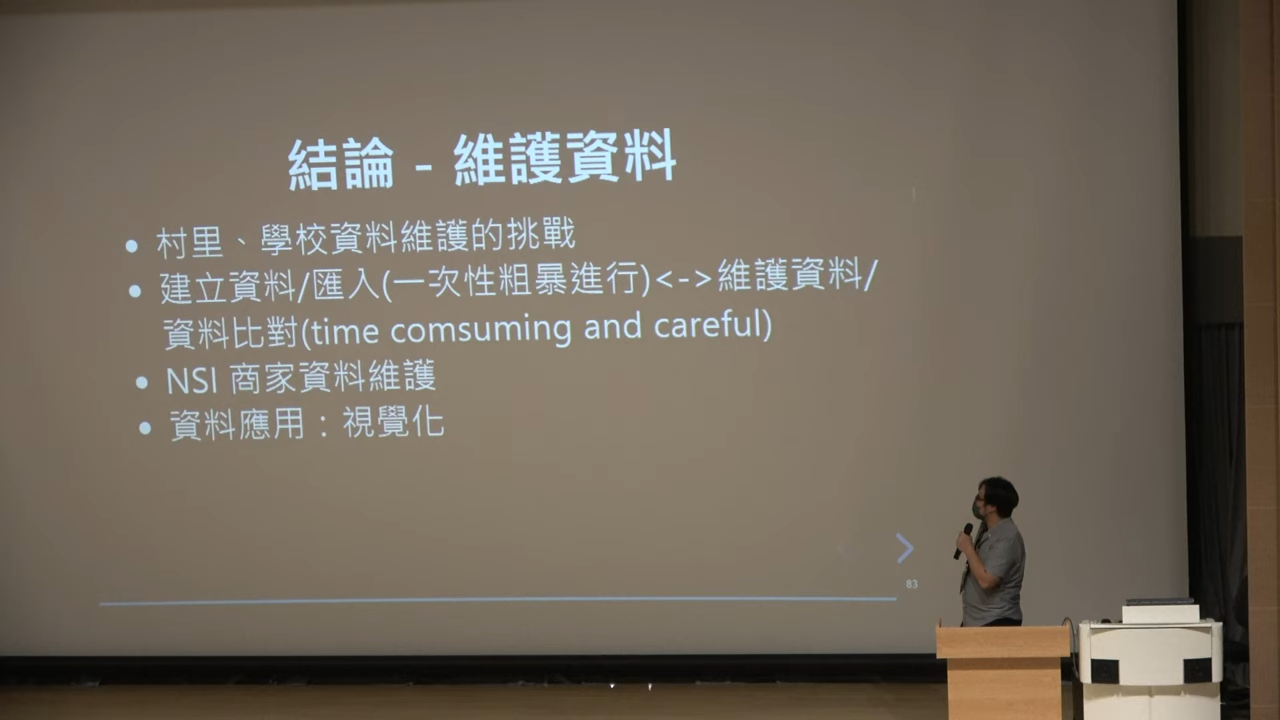 結論 - 維護資料
• 村里、學校資料維護的挑戰
• 建立資料/匯入(一次性粗暴進行)<->維護資料/
資料比對(time comsuming and careful)
• NSI 商家資料維護
• 資料應用：視覺化
83